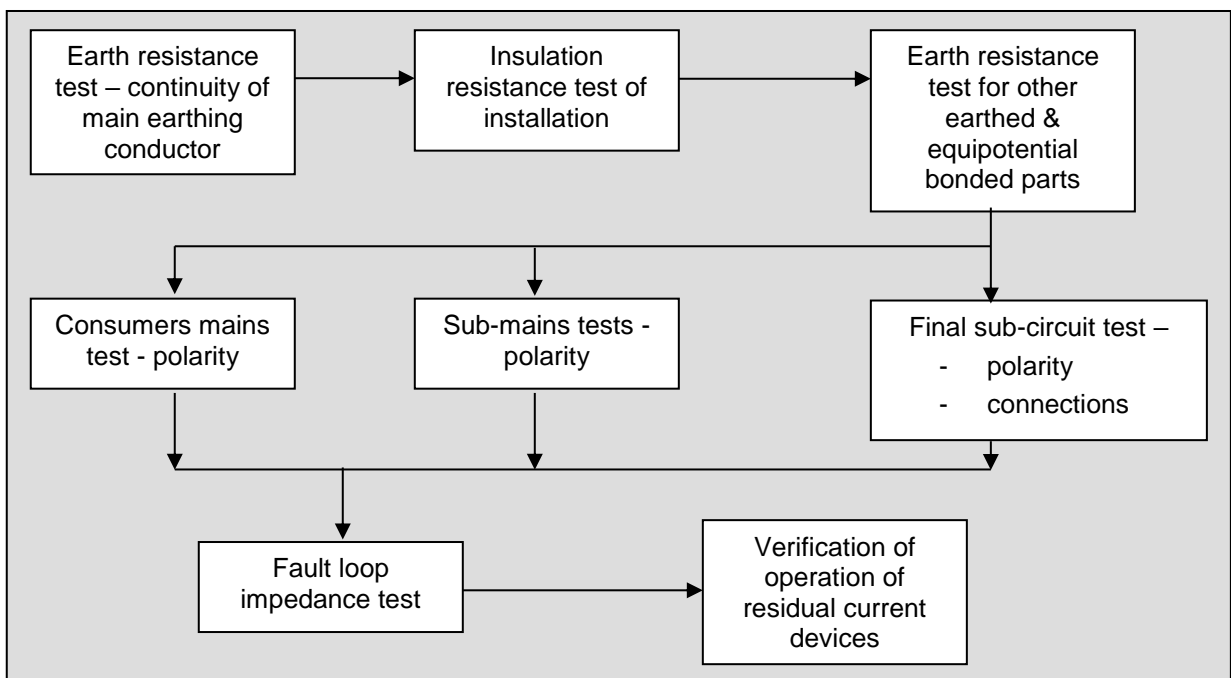 Earth resistance
test – continuity of
main earthing
conductor
Insulation
resistance test of
installation
Earth resistance
test for other
earthed &
equipotential
bonded parts
Consumers mains
test - polarity
Sub-mains tests -
polarity
Final sub-circuit test –
- polarity
- connections
Fault loop
impedance test
Verification of
operation of
residual current
devices